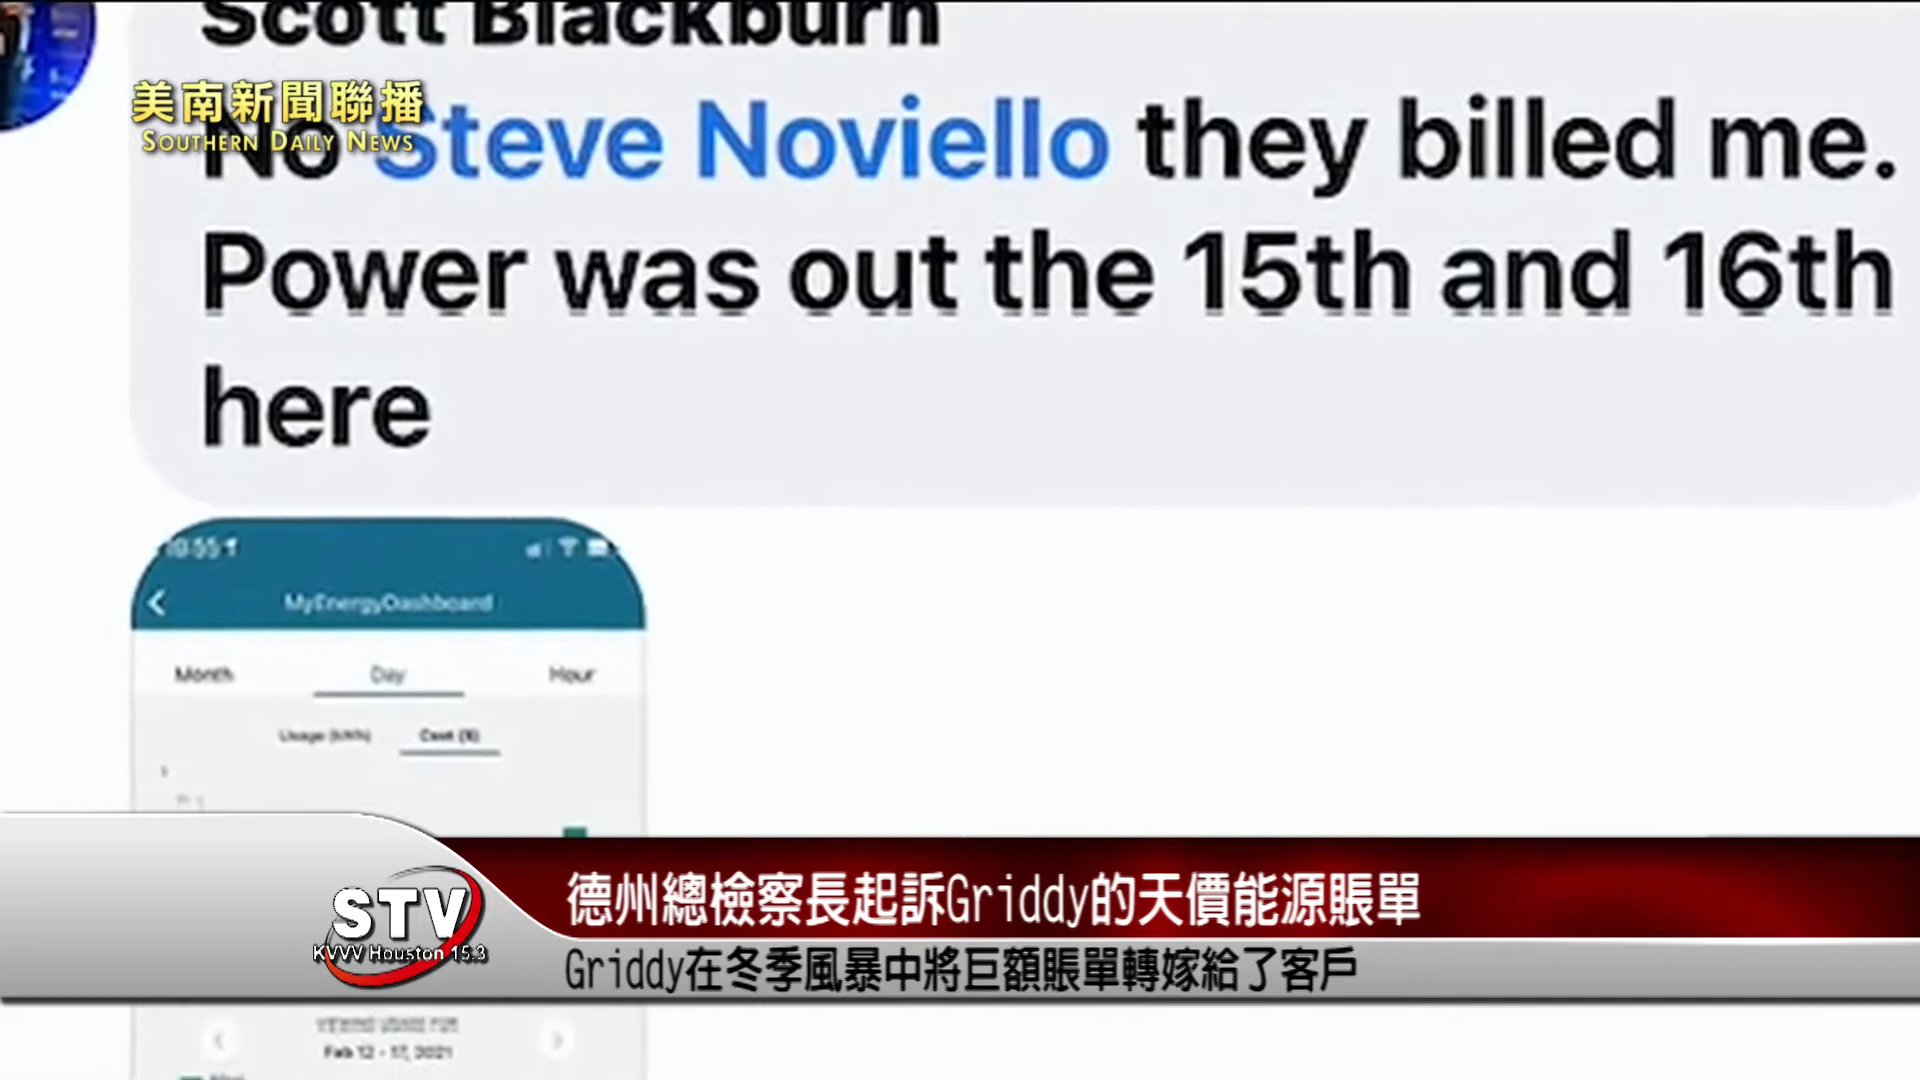 Scott Blackburn
美南新聞聯播
SOUTHERN DAILY NEWS
No Steve Noviello they billed me.
Power was out the 15th and 16th
here
MyEnergyDashboard
Month Day Hour
Usage (kWh) Cost ($)
德州總檢察長起訴Griddy的天價能源賬單
STV
KVVV Houston 15.3
Griddy在冬季風暴中將巨額賬單轉嫁給了客戶
VIEWING USAGE FOR
Feb 12 - 17, 2021